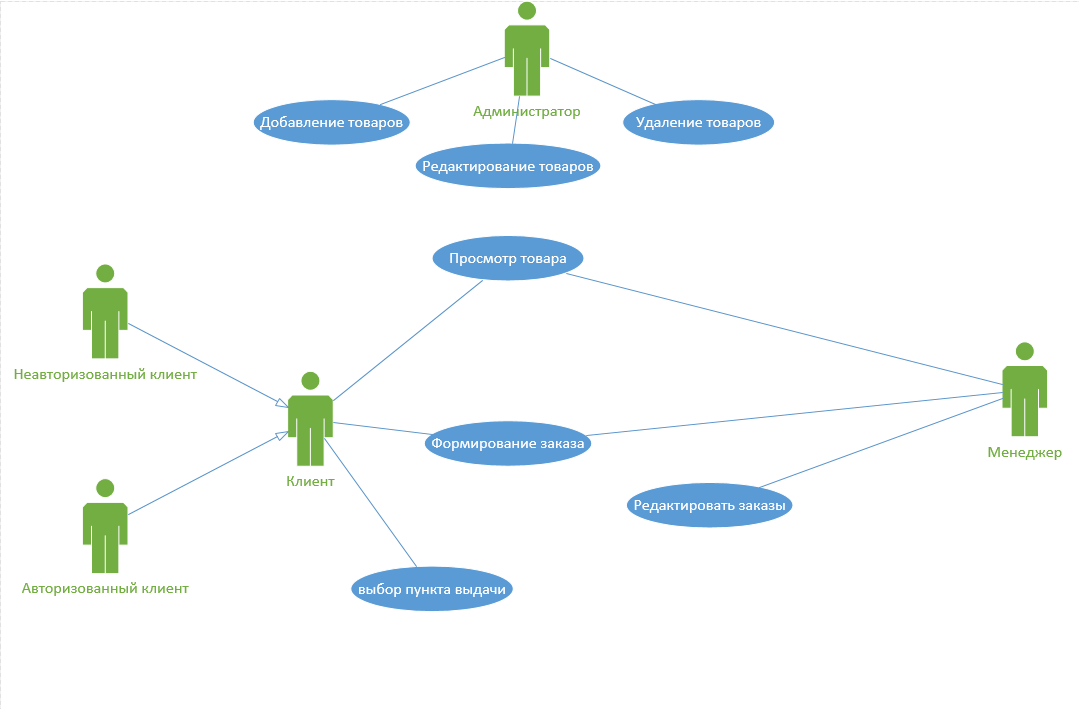 Администратор
Добавление товаров
Удаление товаров
Редактирование товаров
Просмотр товара
Неавторизованный клиент
Формирование заказа
Менеджер
Клиент
Редактировать заказы
Авторизованный клиент
выбор пункта выдачи